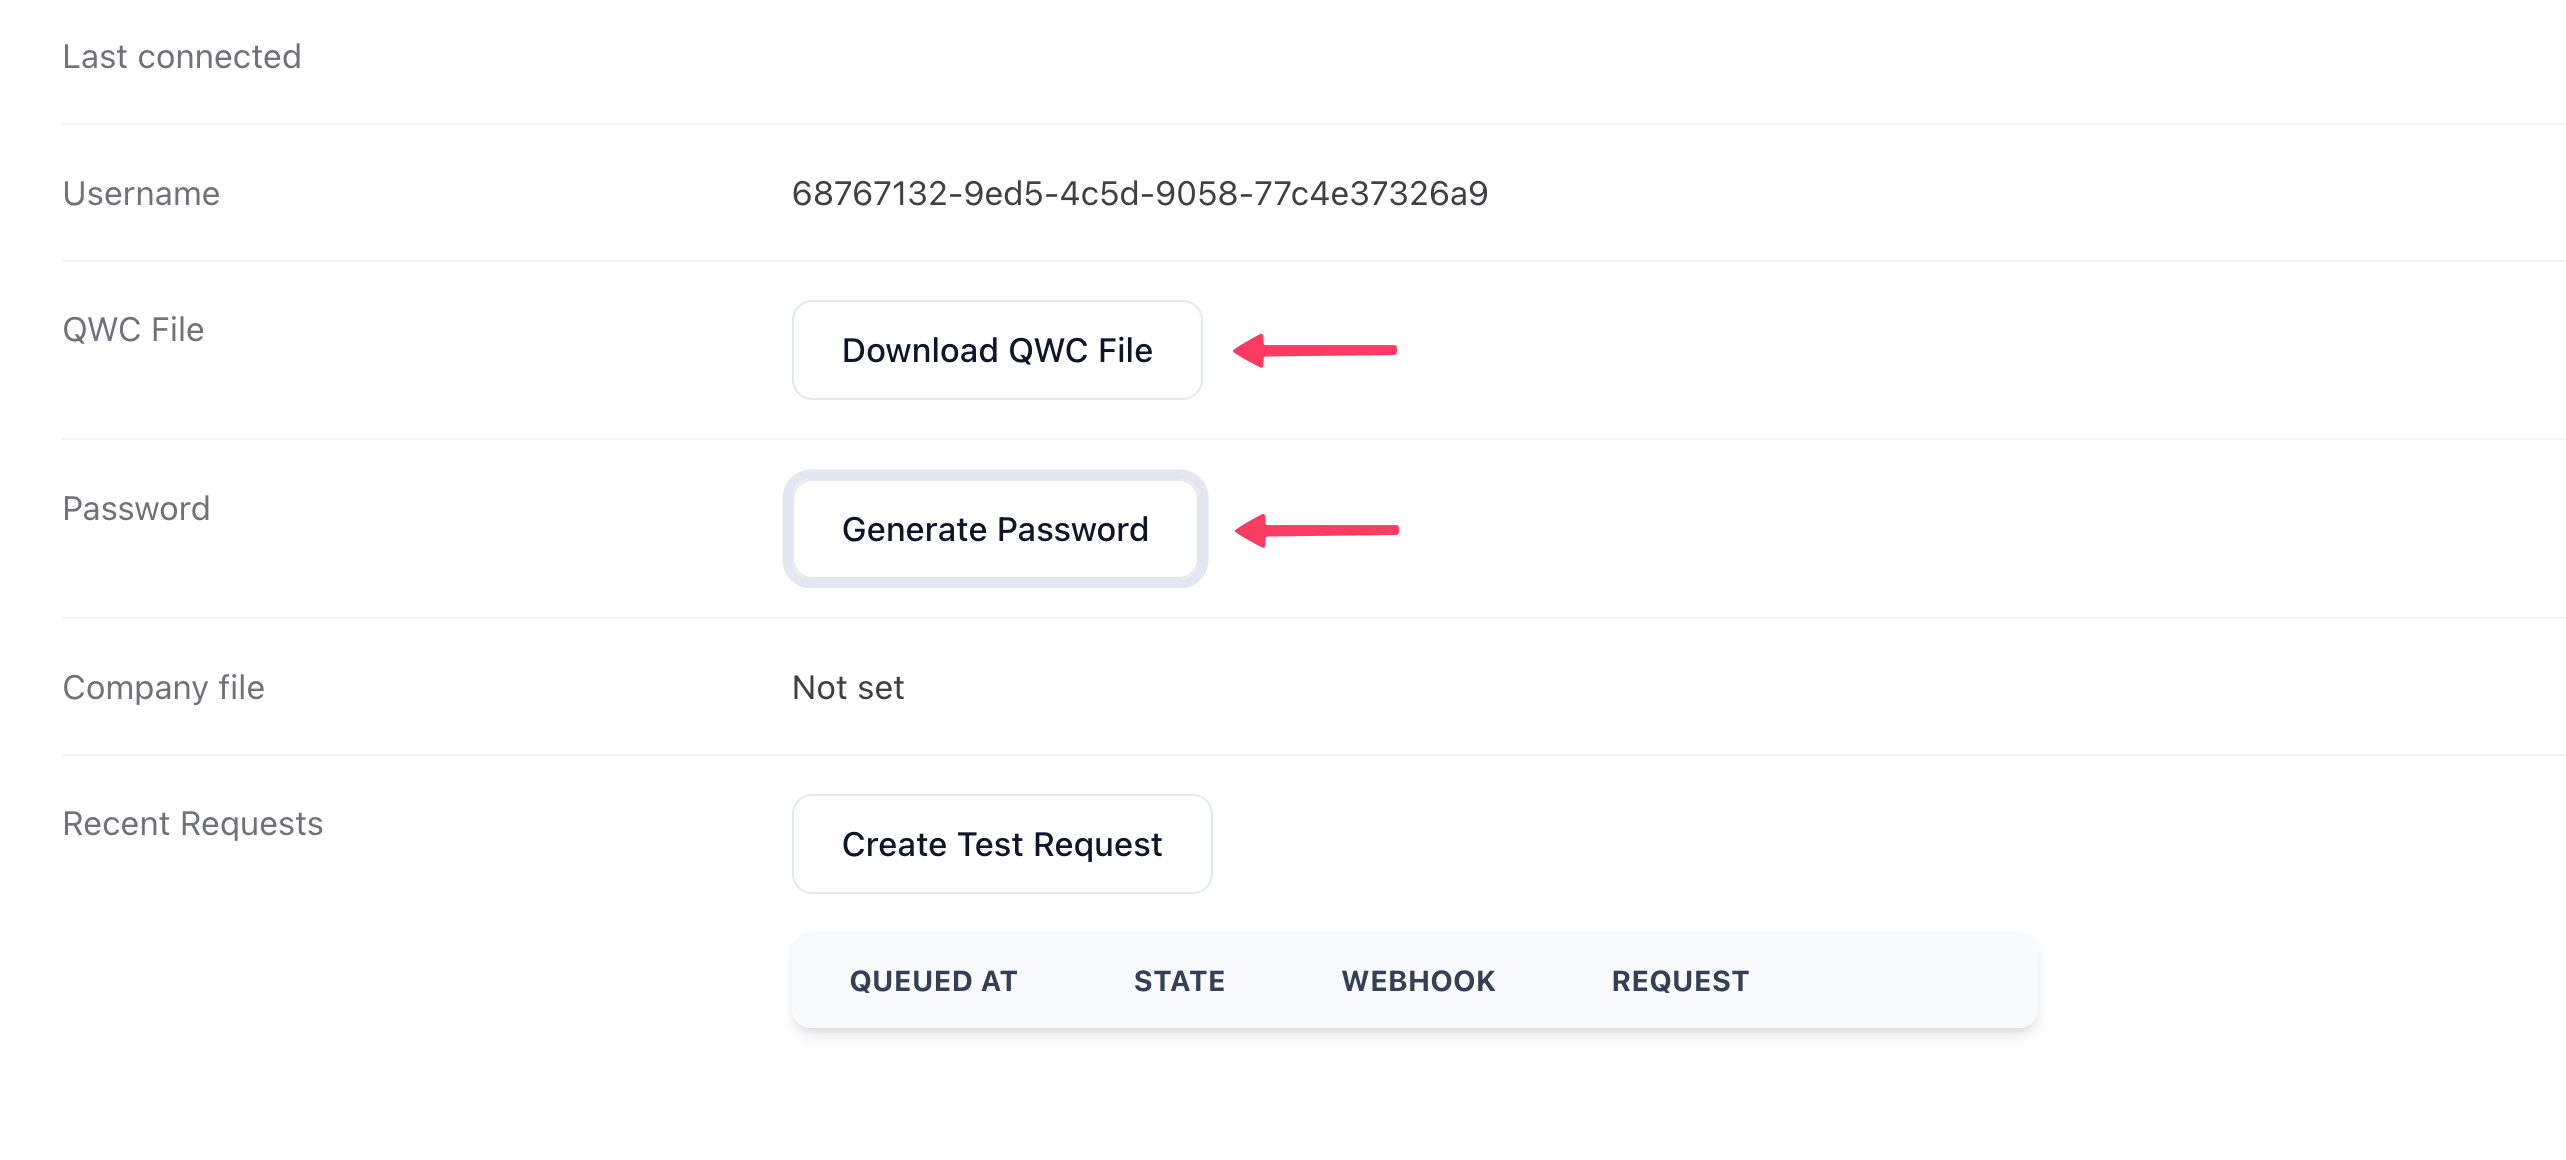 Last connected
Username
68767132-9ed5-4c5d-9058-77c4e37326a9
QWC File
Download QWC File
Password
Generate Password
Company file
Not set
Recent Requests
Create Test Request
QUEUED AT STATE WEBHOOK REQUEST